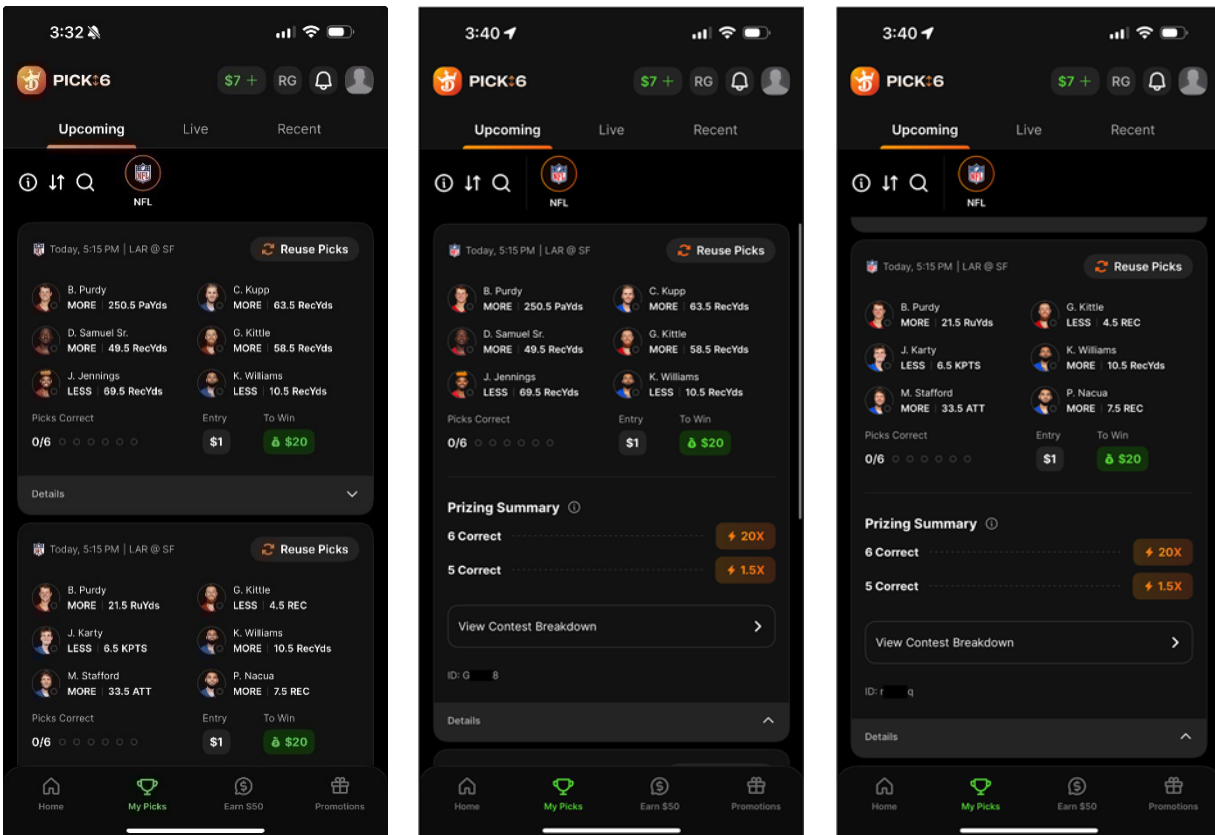 3:32
PICK 6
$7 +
RG
Upcoming Live Recent
NFL
Today, 5:15 PM | LAR @ SF
Reuse Picks
B. Purdy
MORE | 250.5 PaYds
C. Kupp
MORE | 63.5 RecYds
D. Samuel Sr.
MORE | 49.5 RecYds
G. Kittle
MORE | 58.5 RecYds
J. Jennings
LESS | 69.5 RecYds
K. Williams
LESS | 10.5 RecYds
Picks Correct Entry To Win
0/6 $1 $20
Details
Today, 5:15 PM | LAR @ SF
Reuse Picks
B. Purdy
MORE | 21.5 RuYds
G. Kittle
LESS | 4.5 REC
J. Karty
LESS | 6.5 KPTS
K. Williams
MORE | 10.5 RecYds
M. Stafford
MORE | 33.5 ATT
P. Nacua
MORE | 7.5 REC
Picks Correct Entry To Win
0/6 $1 $20
Home My Picks Earn $50 Promotions
3:40
PICK 6
$7 +
RG
Upcoming Live Recent
NFL
Today, 5:15 PM | LAR @ SF
Reuse Picks
B. Purdy
MORE | 250.5 PaYds
C. Kupp
MORE | 63.5 RecYds
D. Samuel Sr.
MORE | 49.5 RecYds
G. Kittle
MORE | 58.5 RecYds
J. Jennings
LESS | 69.5 RecYds
K. Williams
LESS | 10.5 RecYds
Picks Correct Entry To Win
0/6 $1 $20
Prizing Summary
6 Correct 20X
5 Correct 1.5X
View Contest Breakdown
ID: G 8
Details
Home My Picks Earn $50 Promotions
3:40
PICK 6
$7 +
RG
Upcoming Live Recent
NFL
Today, 5:15 PM | LAR @ SF
Reuse Picks
B. Purdy
MORE | 21.5 RuYds
G. Kittle
LESS | 4.5 REC
J. Karty
LESS | 6.5 KPTS
K. Williams
MORE | 10.5 RecYds
M. Stafford
MORE | 33.5 ATT
P. Nacua
MORE | 7.5 REC
Picks Correct Entry To Win
0/6 $1 $20
Prizing Summary
6 Correct 20X
5 Correct 1.5X
View Contest Breakdown
ID: r q
Details
Home My Picks Earn $50 Promotions